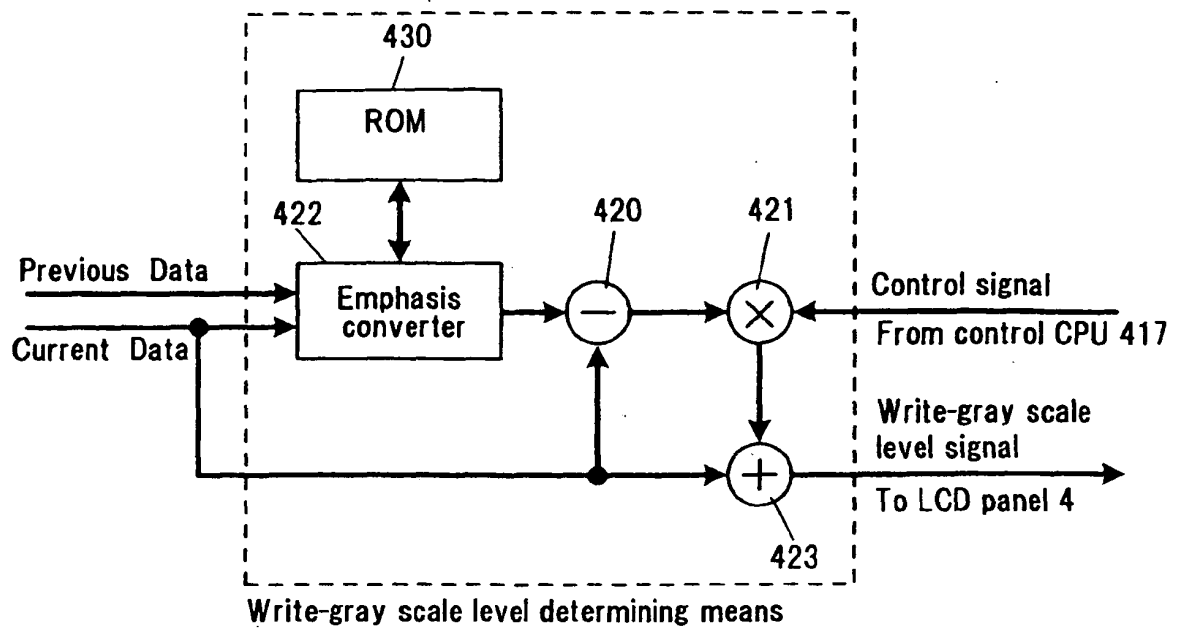 430
ROM
422
420
421
Previous Data
Emphasis
converter
−
×
Control signal
Current Data
From control CPU 417
Write-gray scale
level signal
+
To LCD panel 4
423
Write-gray scale level determining means